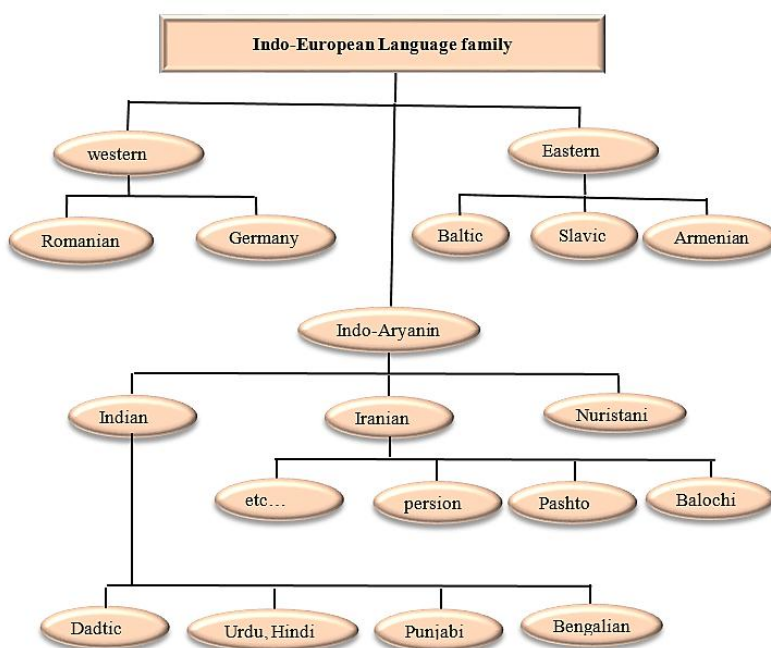 Indo-European Language family
western
Eastern
Romanian
Germany
Baltic
Slavic
Armenian
Indo-Aryanin
Indian
Iranian
Nuristani
etc...
persion
Pashto
Balochi
Dadtic
Urdu, Hindi
Punjabi
Bengalian